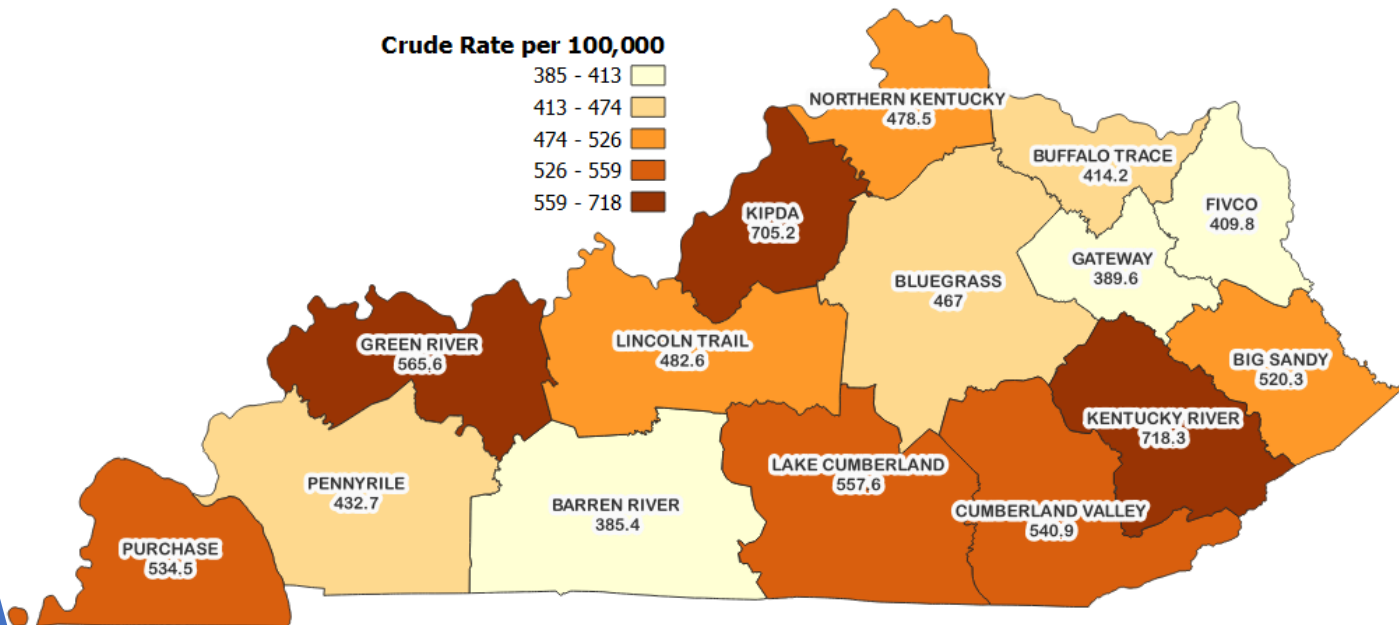 Crude Rate per 100,000
385 - 413
413 - 474
474 - 526
526 - 559
559 - 718
NORTHERN KENTUCKY
478.5
BUFFALO TRACE
414.2
FIVCO
409.8
KIPDA
705.2
GATEWAY
389.6
BLUEGRASS
467
GREEN RIVER
565.6
LINCOLN TRAIL
482.6
BIG SANDY
520.3
KENTUCKY RIVER
718.3
LAKE CUMBERLAND
557.6
PENNYRILE
432.7
BARREN RIVER
385.4
CUMBERLAND VALLEY
540.9
PURCHASE
534.5